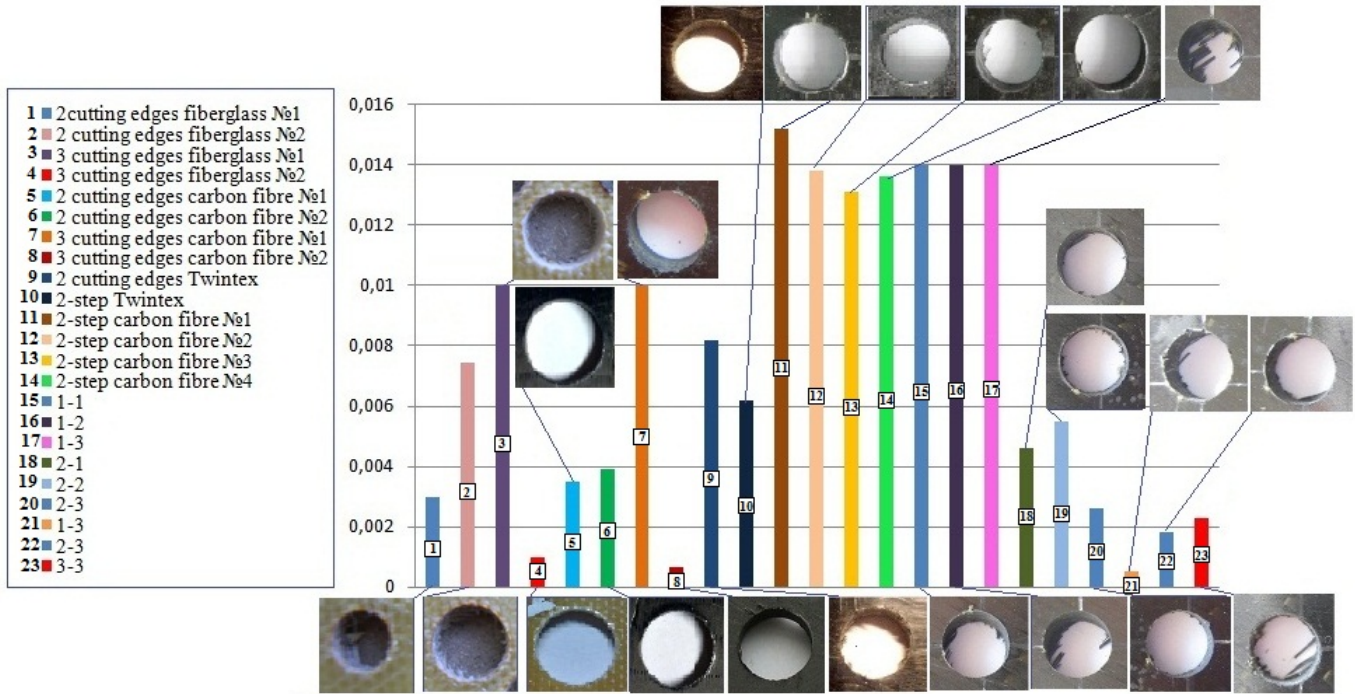 1 2cutting edges fiberglass №1
2 2 cutting edges fiberglass №2
3 3 cutting edges fiberglass №1
4 3 cutting edges fiberglass №2
5 2 cutting edges carbon fibre №1
6 2 cutting edges carbon fibre №2
7 3 cutting edges carbon fibre №1
8 3 cutting edges carbon fibre №2
9 2 cutting edges Twintex
10 2-step Twintex
11 2-step carbon fibre №1
12 2-step carbon fibre №2
13 2-step carbon fibre №3
14 2-step carbon fibre №4
15 1-1
16 1-2
17 1-3
18 2-1
19 2-2
20 2-3
21 1-3
22 2-3
23 3-3
0,016
0,014
0,012
0,01
0,008
0,006
0,004
0,002
0
1
2
3
4
5
6
7
8
9
10
11
12
13
14
15
16
17
18
19
20
21
22
23